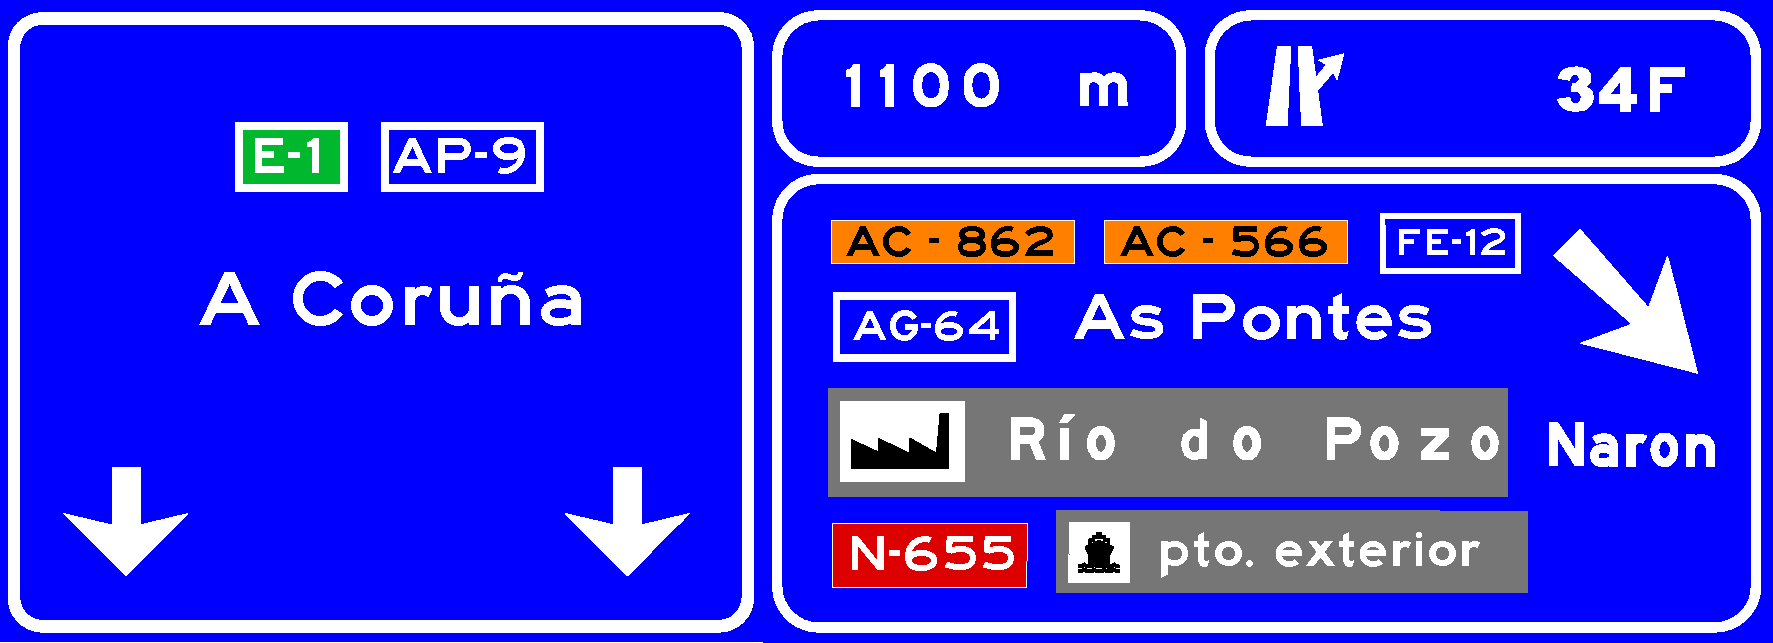 E-1 AP-9
A Coruña
1100 m
34F
AC - 862 AC - 566 FE-12
AG-64 As Pontes
Río do Pozo Naron
N-655 pto. exterior